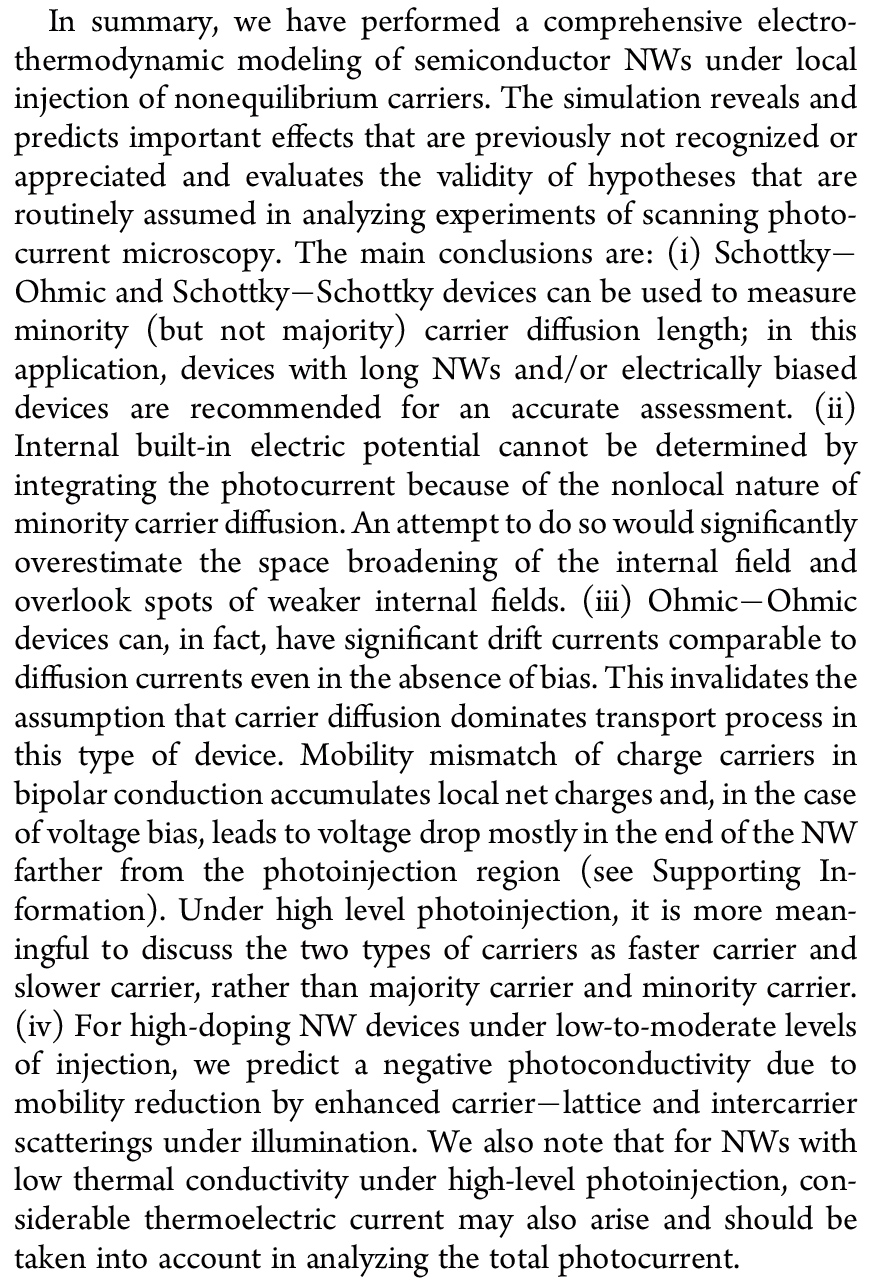 In summary, we have performed a comprehensive electro-
thermodynamic modeling of semiconductor NWs under local
injection of nonequilibrium carriers. The simulation reveals and
predicts important effects that are previously not recognized or
appreciated and evaluates the validity of hypotheses that are
routinely assumed in analyzing experiments of scanning photo-
current microscopy. The main conclusions are: (i) Schottky−
Ohmic and Schottky−Schottky devices can be used to measure
minority (but not majority) carrier diffusion length; in this
application, devices with long NWs and/or electrically biased
devices are recommended for an accurate assessment. (ii)
Internal built-in electric potential cannot be determined by
integrating the photocurrent because of the nonlocal nature of
minority carrier diffusion. An attempt to do so would significantly
overestimate the space broadening of the internal field and
overlook spots of weaker internal fields. (iii) Ohmic−Ohmic
devices can, in fact, have significant drift currents comparable to
diffusion currents even in the absence of bias. This invalidates the
assumption that carrier diffusion dominates transport process in
this type of device. Mobility mismatch of charge carriers in
bipolar conduction accumulates local net charges and, in the case
of voltage bias, leads to voltage drop mostly in the end of the NW
farther from the photoinjection region (see Supporting In-
formation). Under high level photoinjection, it is more mean-
ingful to discuss the two types of carriers as faster carrier and
slower carrier, rather than majority carrier and minority carrier.
(iv) For high-doping NW devices under low-to-moderate levels
of injection, we predict a negative photoconductivity due to
mobility reduction by enhanced carrier−lattice and intercarrier
scatterings under illumination. We also note that for NWs with
low thermal conductivity under high-level photoinjection, con-
siderable thermoelectric current may also arise and should be
taken into account in analyzing the total photocurrent.